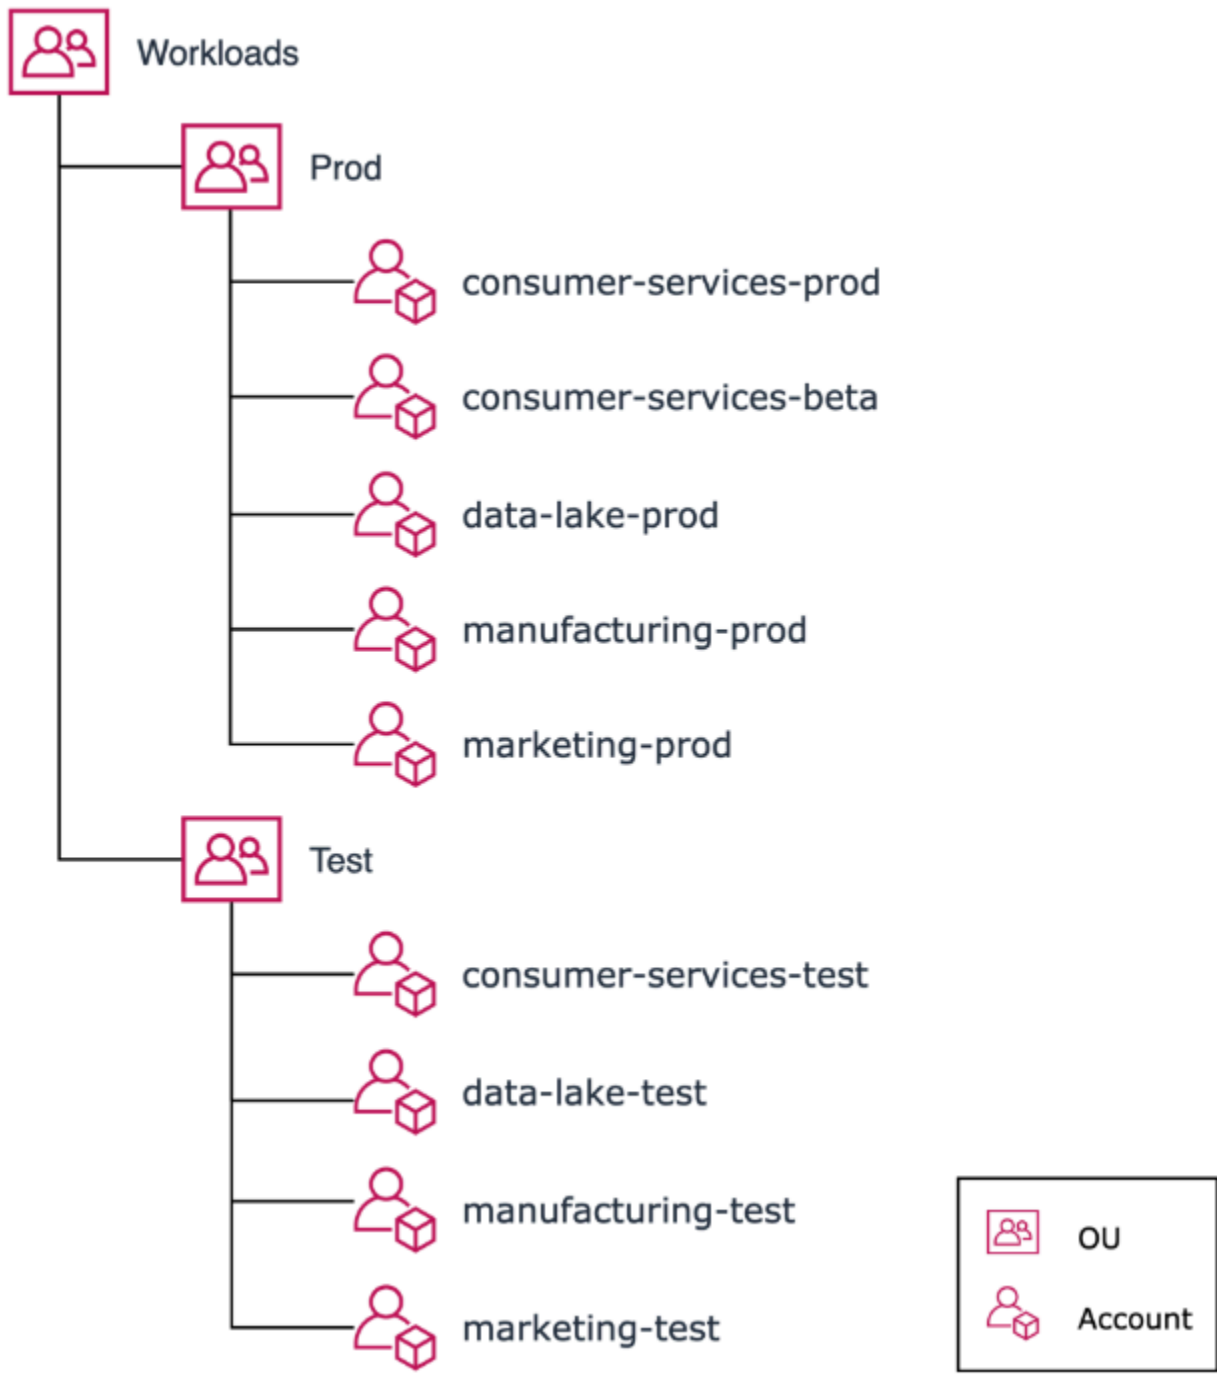 Workloads
Prod
consumer-services-prod
consumer-services-beta
data-lake-prod
manufacturing-prod
marketing-prod
Test
consumer-services-test
data-lake-test
manufacturing-test
marketing-test
OU
Account